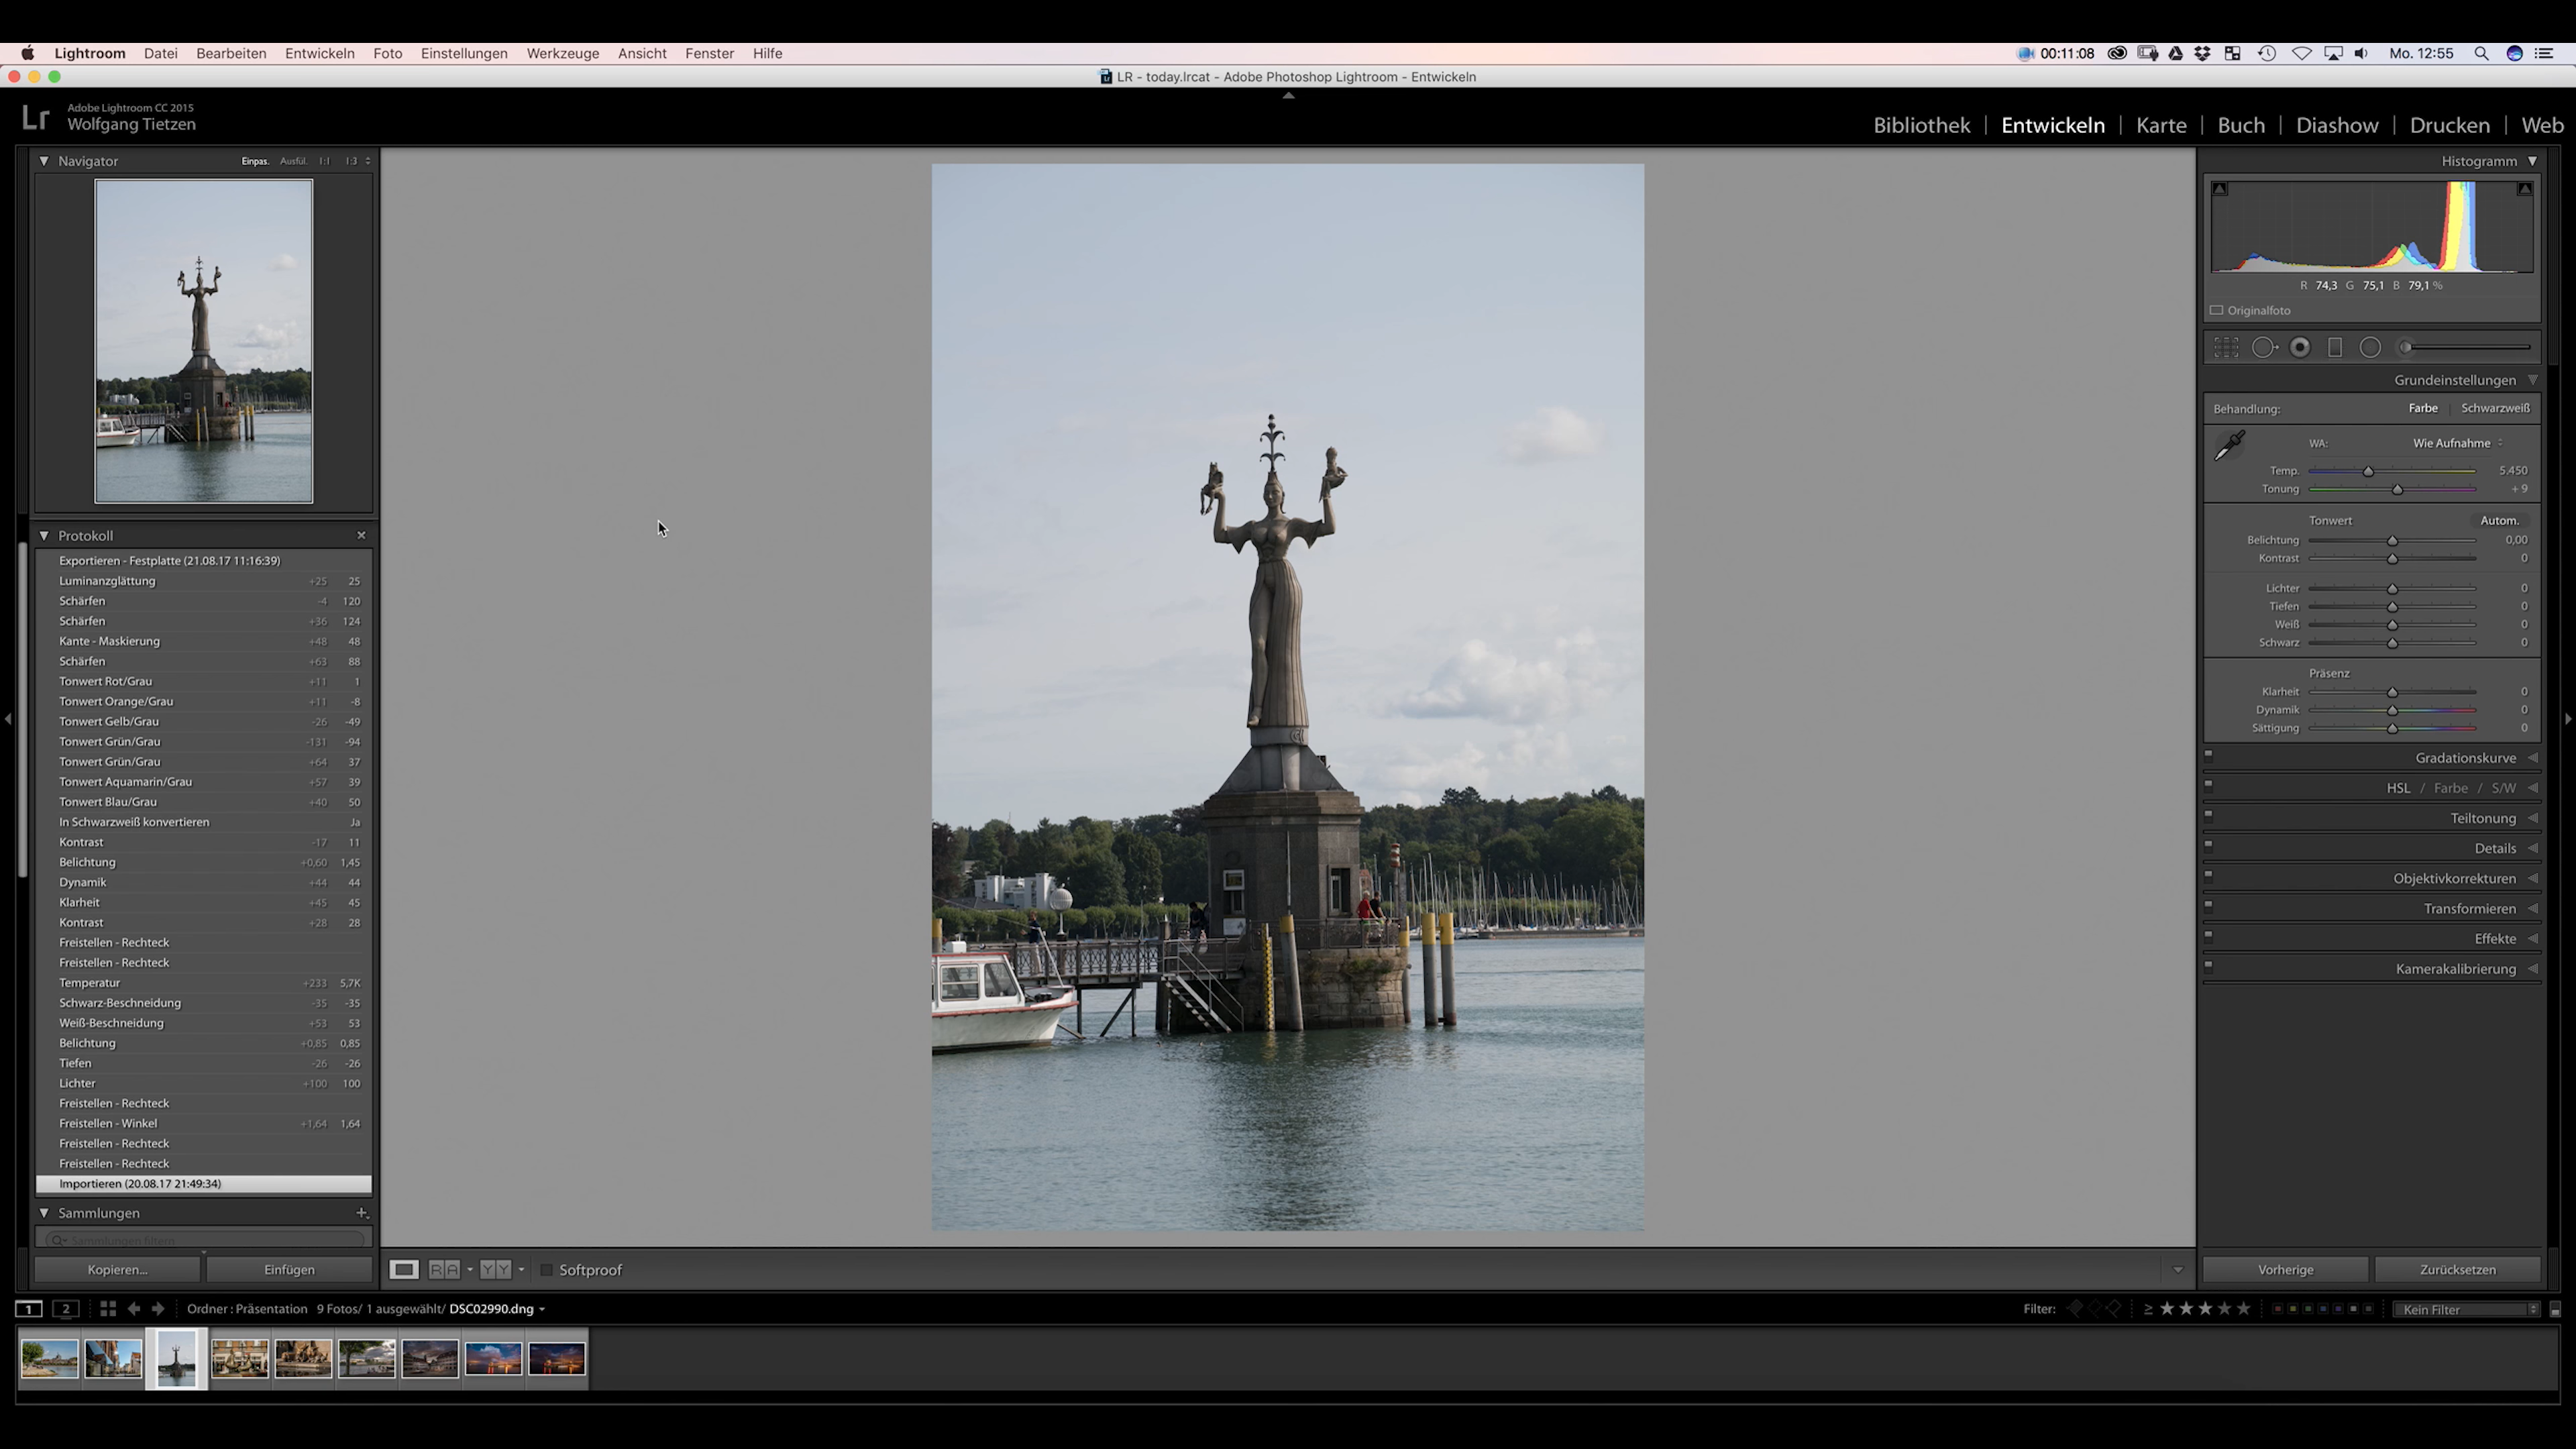 Lightroom Datei Bearbeiten Entwickeln Foto Einstellungen Werkzeuge Ansicht Fenster Hilfe 00:11:08 Mo. 12:55
LR - today.lrcat - Adobe Photoshop Lightroom - Entwickeln
Lr Adobe Lightroom CC 2015
Wolfgang Tietzen
Bibliothek | Entwickeln | Karte | Buch | Diashow | Drucken | Web
Navigator Einpas. Ausfül. 1:1 1:3
Protokoll
Exportieren - Festplatte (21.08.17 11:16:39)
Luminanzglättung +25 25
Schärfen -4 120
Schärfen +36 124
Kante - Maskierung +48 48
Schärfen +63 88
Tonwert Rot/Grau +11 1
Tonwert Orange/Grau +11 -8
Tonwert Gelb/Grau -26 -49
Tonwert Grün/Grau -131 -94
Tonwert Grün/Grau +64 37
Tonwert Aquamarin/Grau +57 39
Tonwert Blau/Grau +40 50
In Schwarzweiß konvertieren Ja
Kontrast -17 11
Belichtung +0,60 1,45
Dynamik +44 44
Klarheit +45 45
Kontrast +28 28
Freistellen - Rechteck
Freistellen - Rechteck
Temperatur +233 5,7K
Schwarz-Beschneidung -35 -35
Weiß-Beschneidung +53 53
Belichtung +0,85 0,85
Tiefen -26 -26
Lichter +100 100
Freistellen - Rechteck
Freistellen - Winkel +1,64 1,64
Freistellen - Rechteck
Freistellen - Rechteck
Importieren (20.08.17 21:49:34)
Sammlungen
Sammlungen filtern
Kopieren... Einfügen
RA YY Softproof
Histogramm
R 74,3 G 75,1 B 79,1 %
Originalfoto
Grundeinstellungen
Behandlung: Farbe | Schwarzweiß
WA: Wie Aufnahme
Temp. 5.450
Tonung + 9
Tonwert Autom.
Belichtung 0,00
Kontrast 0
Lichter 0
Tiefen 0
Weiß 0
Schwarz 0
Präsenz
Klarheit 0
Dynamik 0
Sättigung 0
Gradationskurve
HSL / Farbe / S/W
Teiltonung
Details
Objektivkorrekturen
Transformieren
Effekte
Kamerakalibrierung
Vorherige Zurücksetzen
1 2 Ordner : Präsentation 9 Fotos/ 1 ausgewählt/ DSC02990.dng Filter: ≥ ★★★★★ Kein Filter